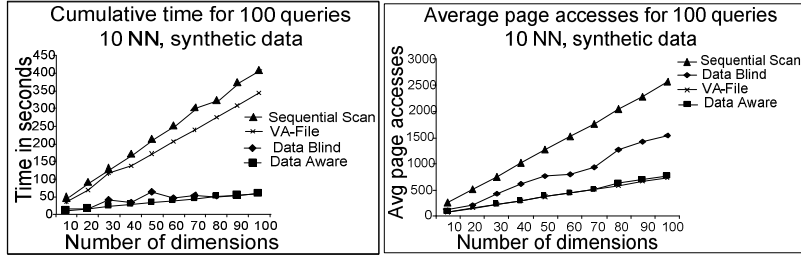 Cumulative time for 100 queries
10 NN, synthetic data
Time in seconds
450
400
350
300
250
200
150
100
50
0
10 20 30 40 50 60 70 80 90 100
Number of dimensions
Sequential Scan
VA-File
Data Blind
Data Aware
Average page accesses for 100 queries
10 NN, synthetic data
Avg page accesses
3000
2500
2000
1500
1000
500
0
10 20 30 40 50 60 70 80 90 100
Number of dimensions
Sequential Scan
Data Blind
VA-File
Data Aware